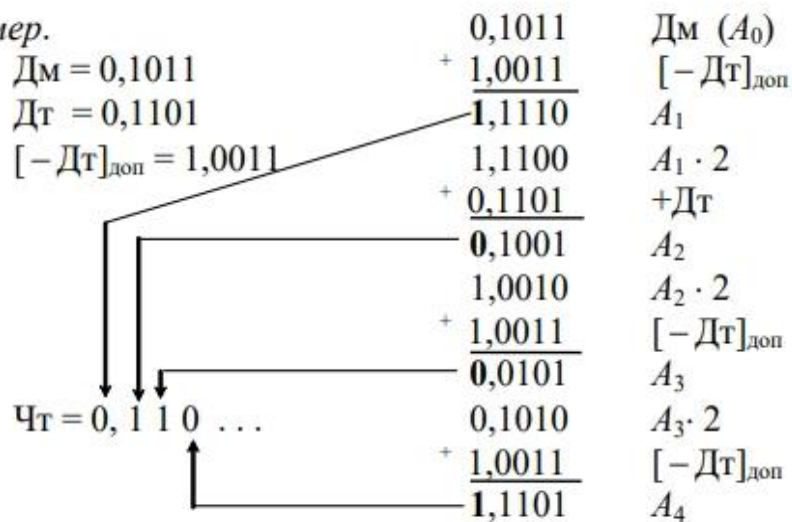 мер.
Дм = 0,1011
Дт = 0,1101
[– Дт]доп = 1,0011
Чт = 0, 1 1 0 . . .
0,1011 Дм (A0)
+ 1,0011 [– Дт]доп
1,1110 A1
1,1100 A1 · 2
+ 0,1101 +Дт
0,1001 A2
1,0010 A2 · 2
+ 1,0011 [– Дт]доп
0,0101 A3
0,1010 A3· 2
+ 1,0011 [– Дт]доп
1,1101 A4